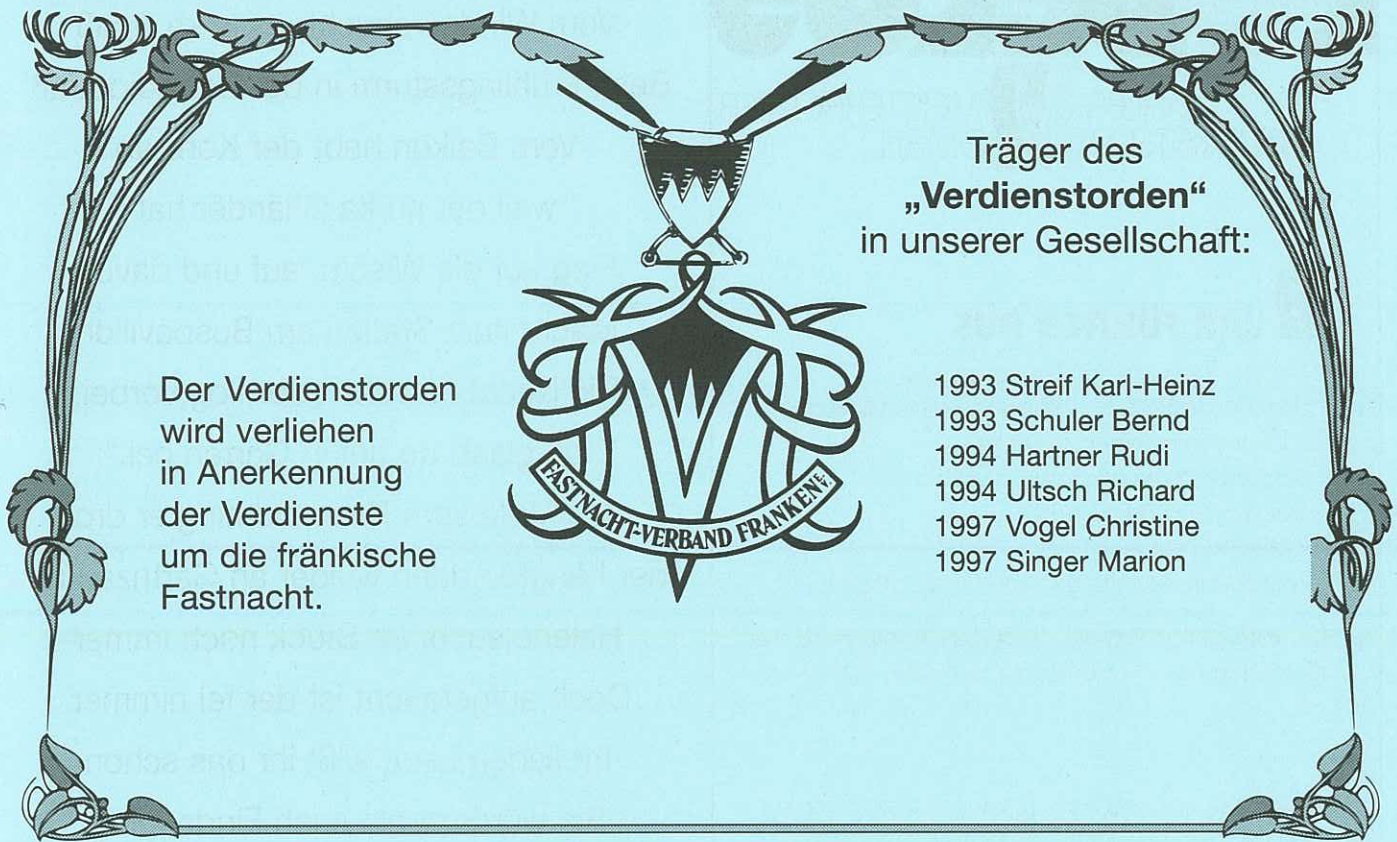 Träger des
„Verdienstorden“
in unserer Gesellschaft:
Der Verdienstorden
wird verliehen
in Anerkennung
der Verdienste
um die fränkische
Fastnacht.
FASTNACHT-VERBAND FRANKEN E.V.
1993 Streif Karl-Heinz
1993 Schuler Bernd
1994 Hartner Rudi
1994 Ultsch Richard
1997 Vogel Christine
1997 Singer Marion